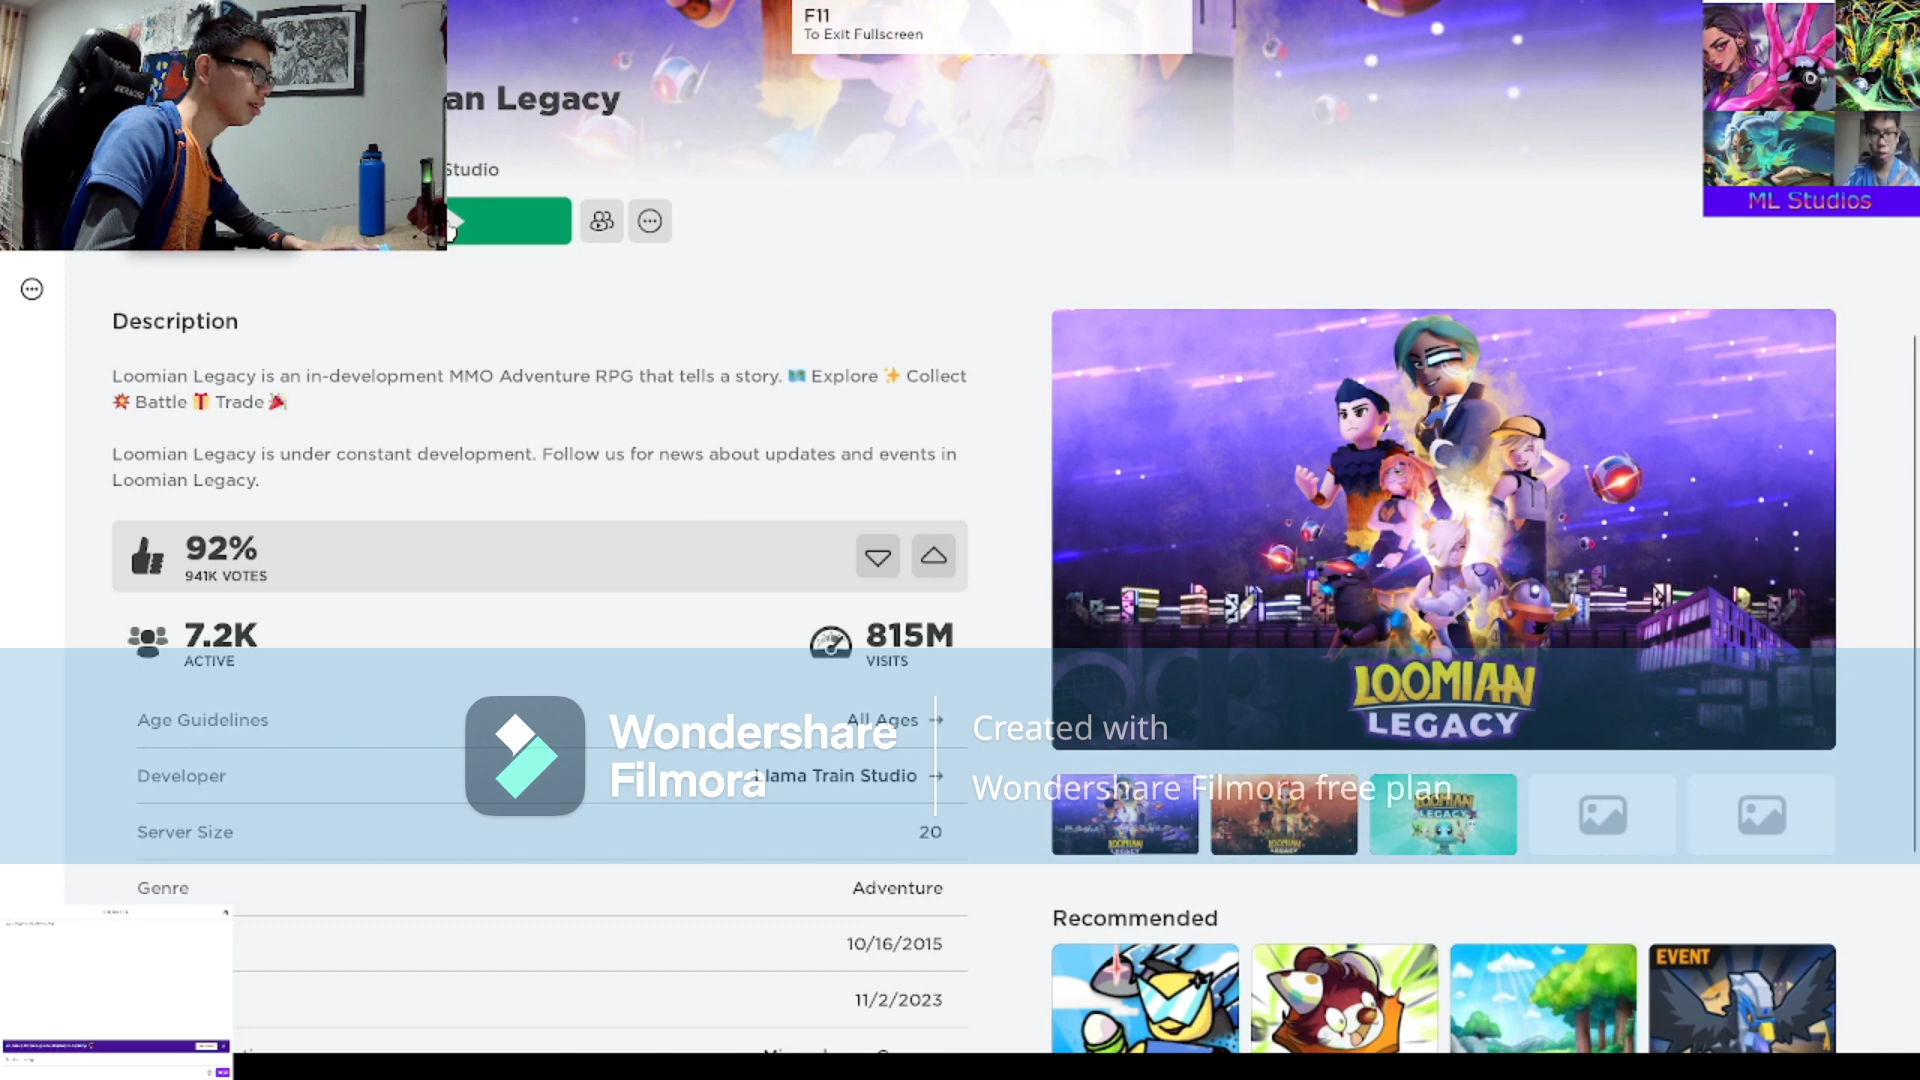 F11
To Exit Fullscreen
an Legacy
Studio
ML Studios
Description
Loomian Legacy is an in-development MMO Adventure RPG that tells a story. 🗺️ Explore ✨ Collect
💥 Battle 🎁 Trade 🎉
Loomian Legacy is under constant development. Follow us for news about updates and events in
Loomian Legacy.
92%
941K VOTES
7.2K
ACTIVE
815M
VISITS
Age Guidelines
All Ages →
Developer
Llama Train Studio →
Server Size
20
Genre
Adventure
10/16/2015
11/2/2023
LOOMIAN
LEGACY
Wondershare
Filmora
Created with
Wondershare Filmora free plan
LOOMIAN
LEGACY
Recommended
EVENT